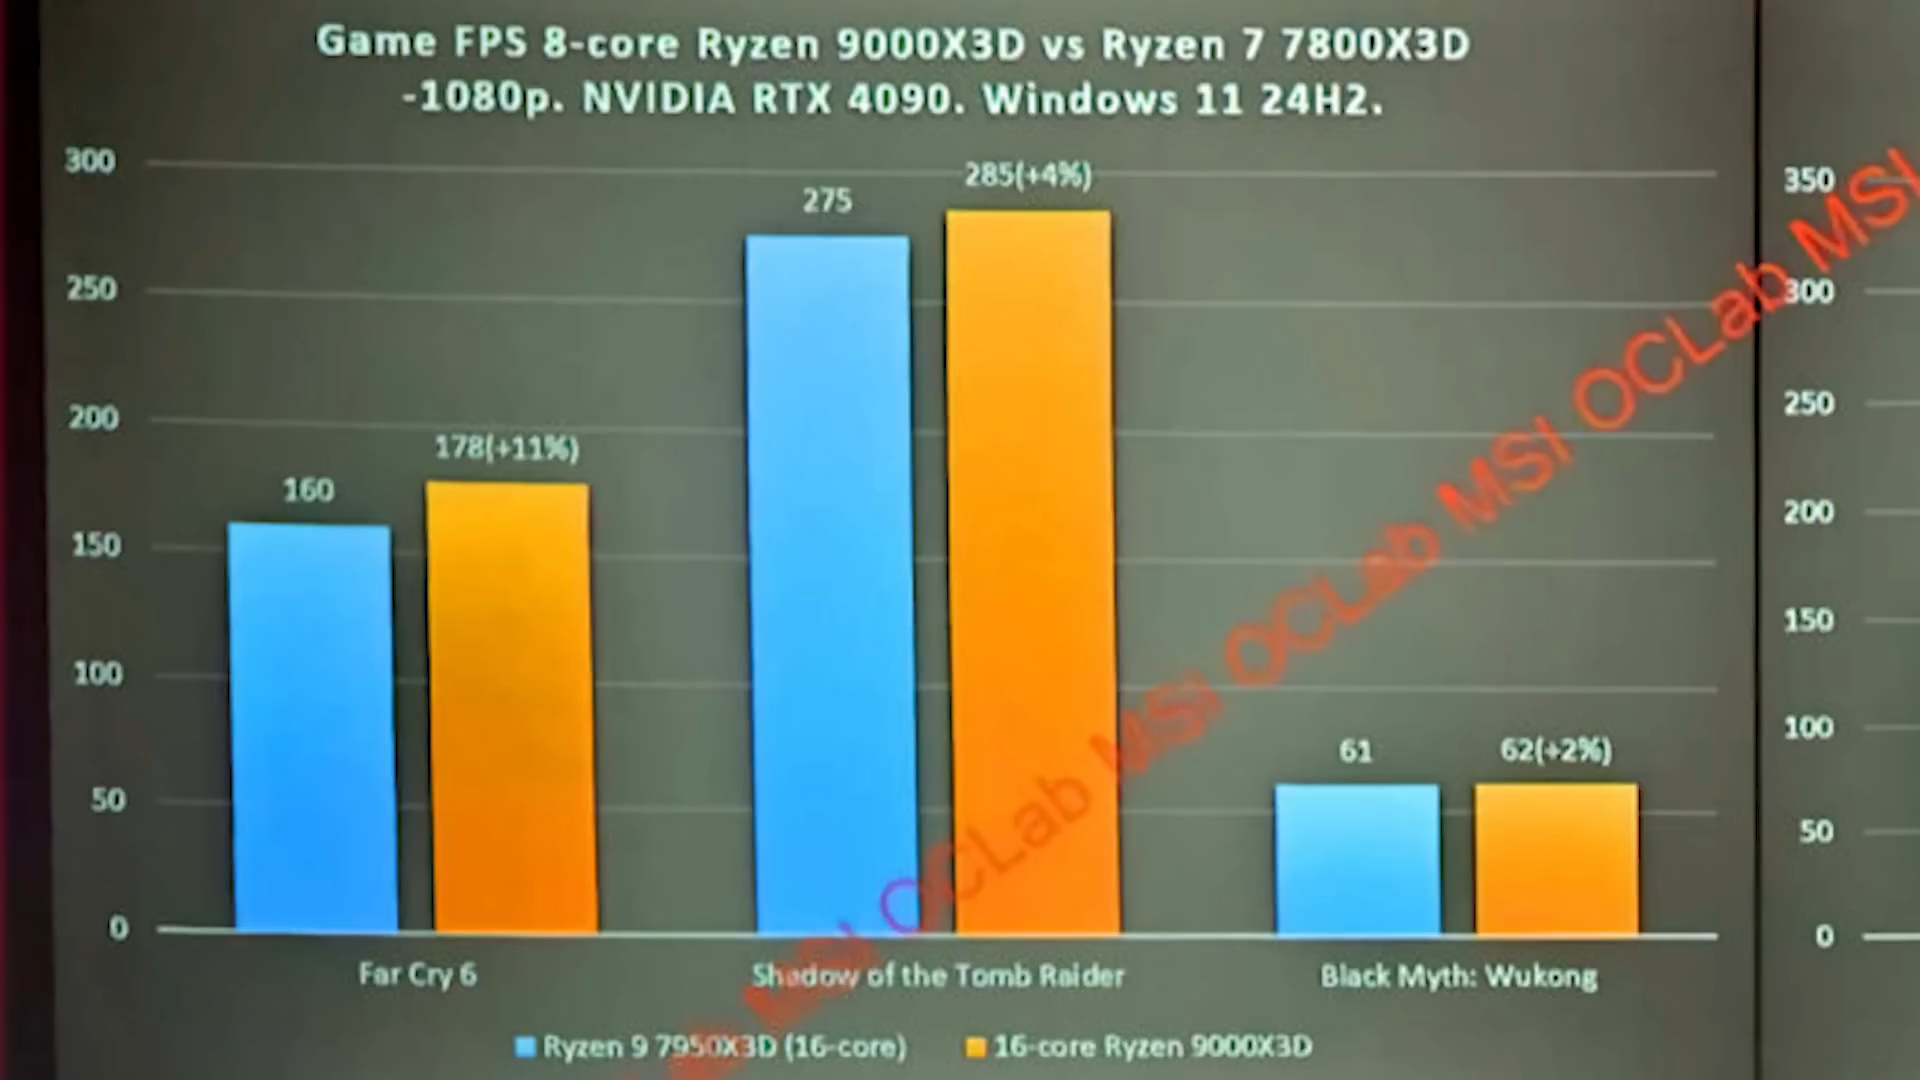 Game FPS 8-core Ryzen 9000X3D vs Ryzen 7 7800X3D
-1080p. NVIDIA RTX 4090. Windows 11 24H2.
300
250
200
150
100
50
0
160
178(+11%)
275
285(+4%)
61
62(+2%)
Far Cry 6
Shadow of the Tomb Raider
Black Myth: Wukong
Ryzen 9 7950X3D (16-core)
16-core Ryzen 9000X3D
350
300
250
200
150
100
50
0
MSI OCLab MSI OCLab MSI OCLab MSI